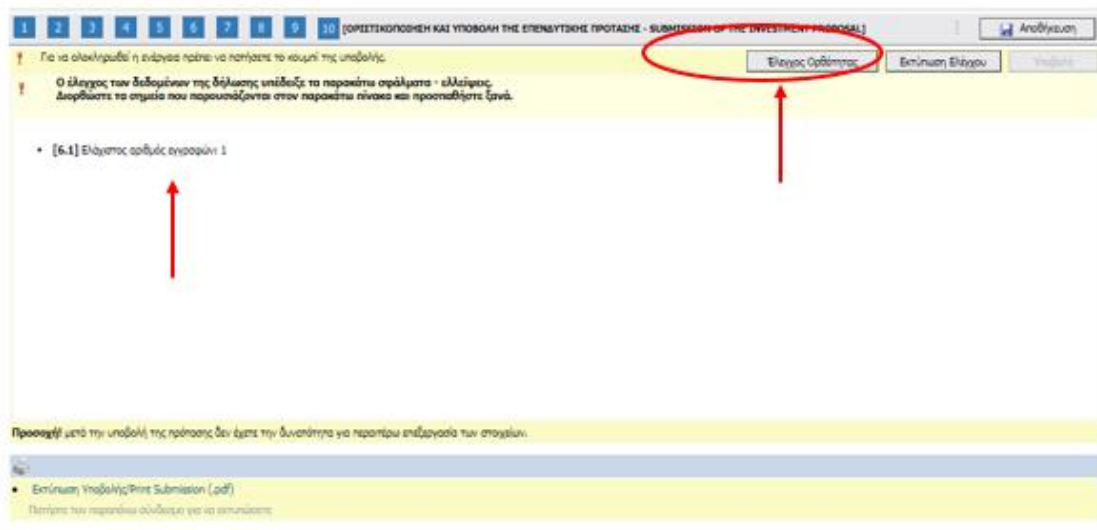 1 2 3 4 5 6 7 8 9 10 [ΟΡΙΣΤΙΚΟΠΟΙΗΣΗ ΚΑΙ ΥΠΟΒΟΛΗ ΤΗΣ ΕΠΕΝΔΥΤΙΚΗΣ ΠΡΟΤΑΣΗΣ - SUBMISSION OF THE INVESTMENT PROPOSAL] Αποθήκευση
! Για να ολοκληρωθεί η ενέργεια πρέπει να πατήσετε το κουμπί της υποβολής. Έλεγχος Ορθότητας Εκτύπωση Ελέγχου Υποβολή
! Ο έλεγχος των δεδομένων της δήλωσης υπέδειξε τα παρακάτω σφάλματα - ελλείψεις.
Διορθώστε τα σημεία που παρουσιάζονται στον παρακάτω πίνακα και προσπαθήστε ξανά.
• [6.1] Ελάχιστος αριθμός εγγραφών: 1
Προσοχή! μετά την υποβολή της πρότασης δεν έχετε την δυνατότητα για περαιτέρω επεξεργασία των στοιχείων.
• Εκτύπωση Υποβολής/Print Submission (.pdf)
Πατήστε τον παραπάνω σύνδεσμο για να εκτυπώσετε